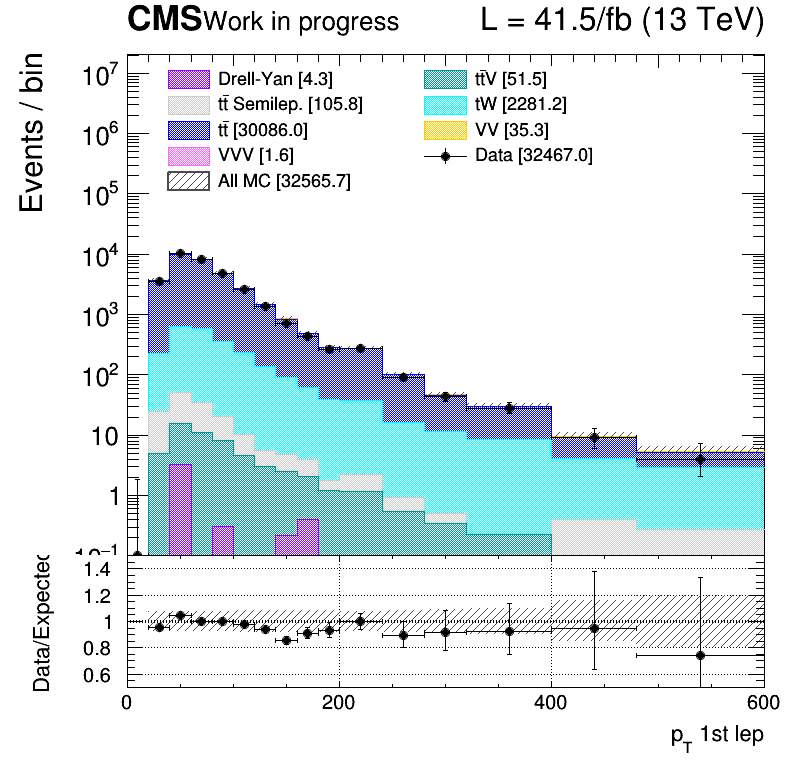 CMS Work in progress L = 41.5/fb (13 TeV)
Events / bin
Drell-Yan [4.3] tt̄V [51.5]
tt̄ Semilep. [105.8] tW [2281.2]
tt̄ [30086.0] VV [35.3]
VVV [1.6] Data [32467.0]
All MC [32565.7]
10⁷
10⁶
10⁵
10⁴
10³
10²
10
1
10⁻¹
Data/Expected
1.4
1.2
1
0.8
0.6
0 200 400 600
p_T 1st lep